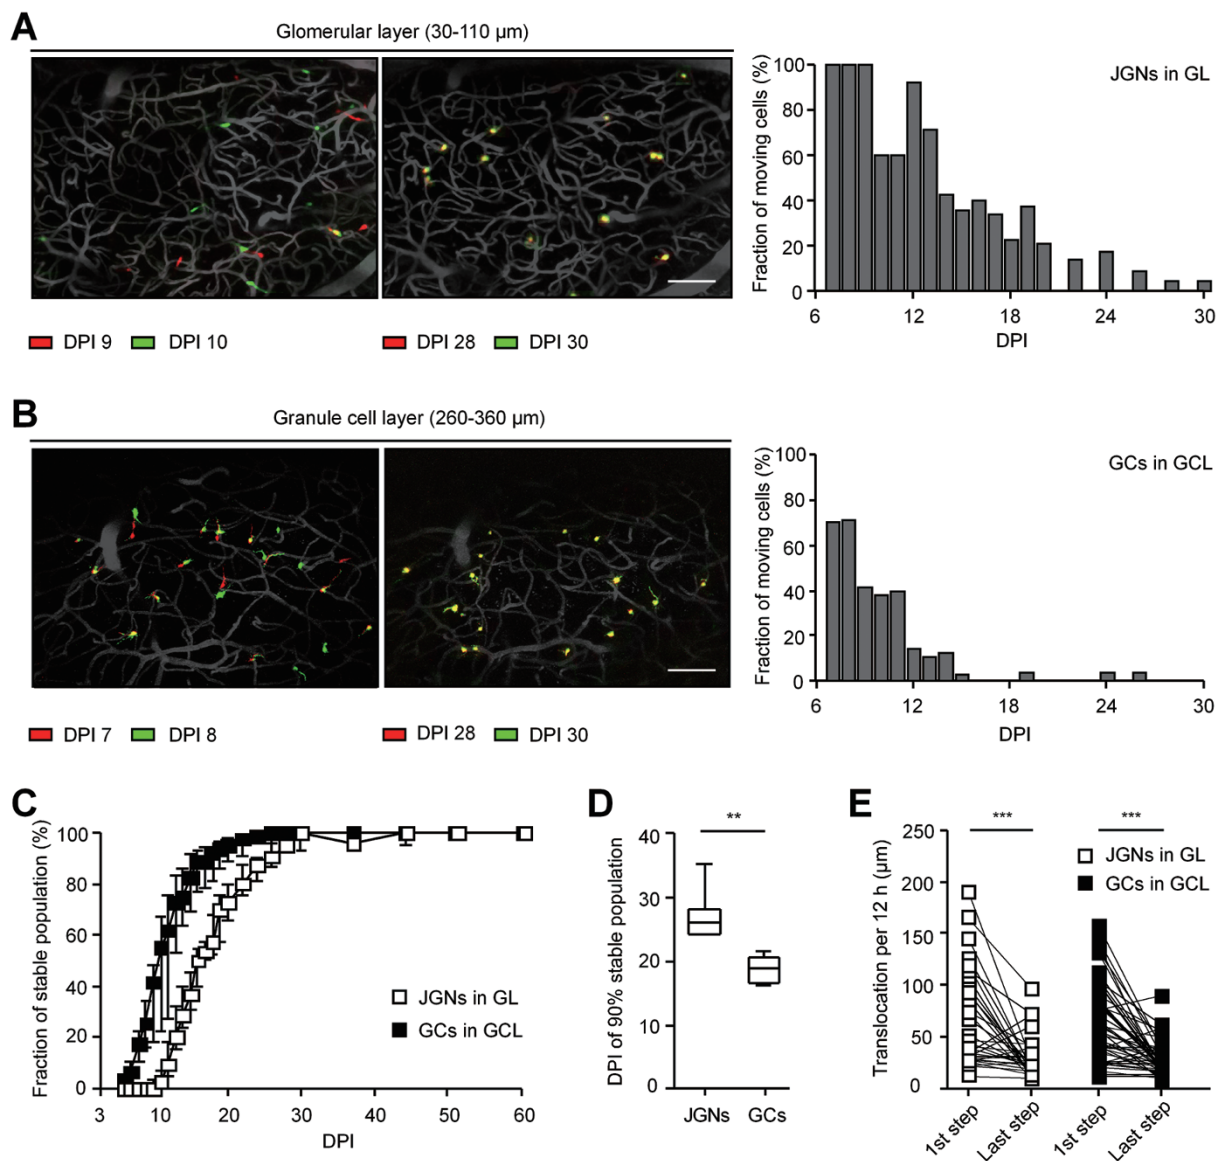 A
Glomerular layer (30-110 µm)
DPI 9 DPI 10 DPI 28 DPI 30
Fraction of moving cells (%)
100
80
60
40
20
0
6 12 18 24 30
DPI
JGNs in GL
B
Granule cell layer (260-360 µm)
DPI 7 DPI 8 DPI 28 DPI 30
Fraction of moving cells (%)
100
80
60
40
20
0
6 12 18 24 30
DPI
GCs in GCL
C
Fraction of stable population (%)
100
80
60
40
20
0
3 10 20 30 40 50 60
DPI
JGNs in GL
GCs in GCL
D
DPI of 90% stable population
40
30
20
10
0
**
JGNs GCs
E
Translocation per 12 h (µm)
250
200
150
100
50
0
*** ***
JGNs in GL
GCs in GCL
1st step Last step 1st step Last step